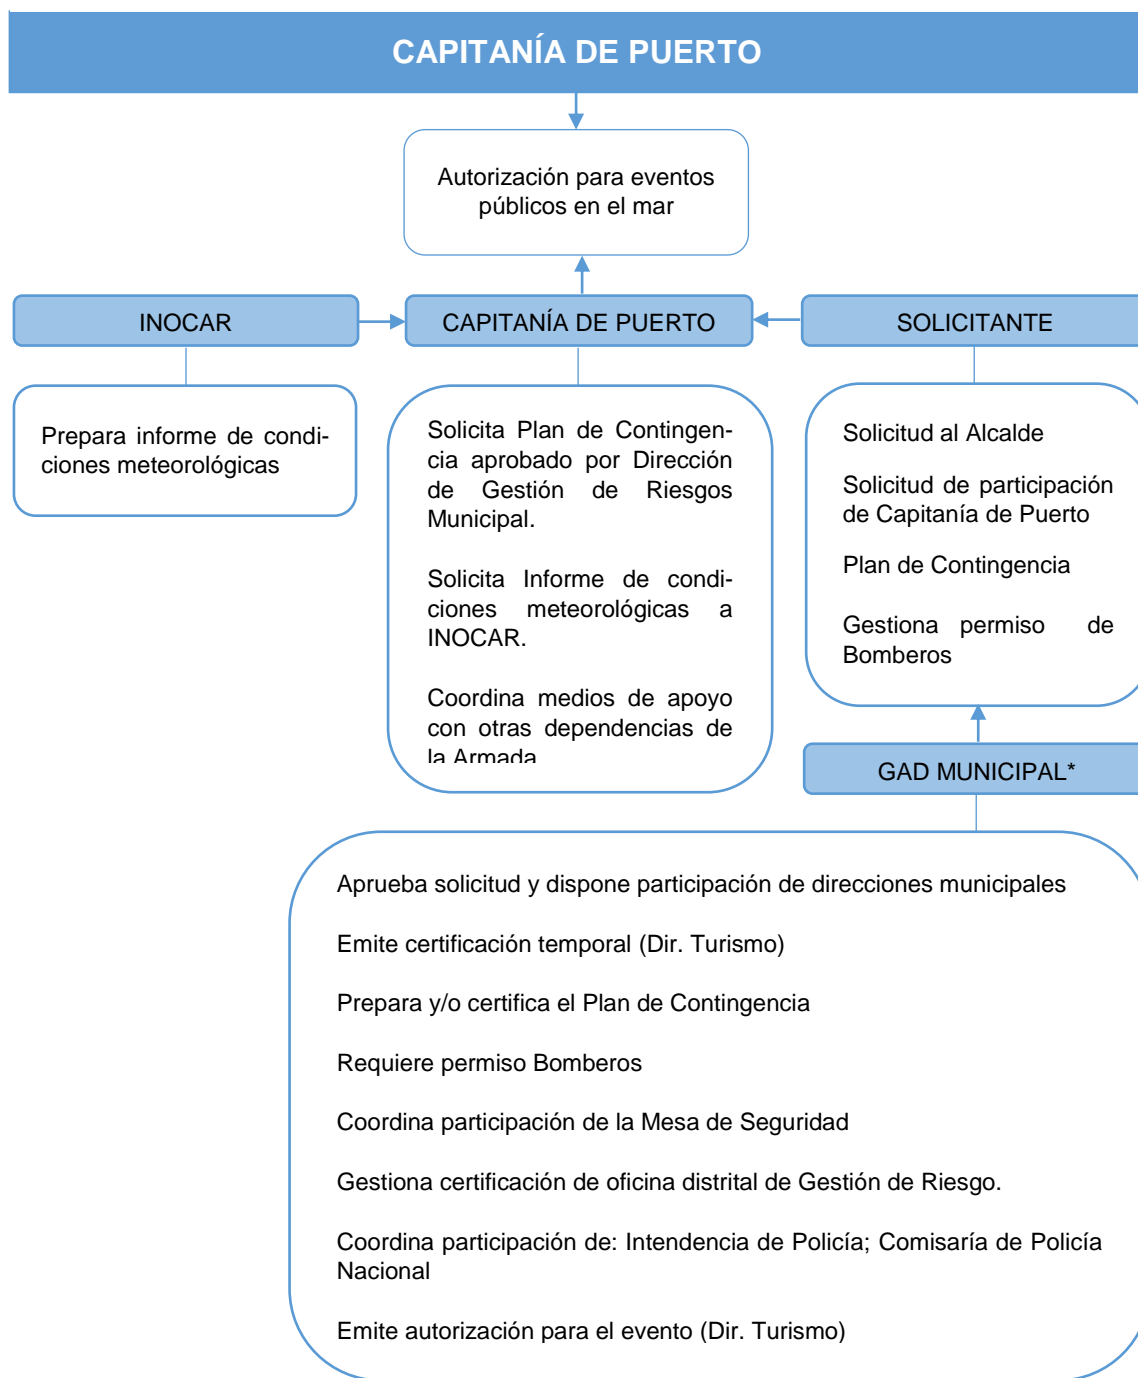 CAPITANÍA DE PUERTO
Autorización para eventos
públicos en el mar
INOCAR
CAPITANÍA DE PUERTO
SOLICITANTE
Prepara informe de condi-
ciones meteorológicas
Solicita Plan de Contingen-
cia aprobado por Dirección
de Gestión de Riesgos
Municipal.
Solicita Informe de condi-
ciones meteorológicas a
INOCAR.
Coordina medios de apoyo
con otras dependencias de
la Armada
Solicitud al Alcalde
Solicitud de participación
de Capitanía de Puerto
Plan de Contingencia
Gestiona permiso de
Bomberos
GAD MUNICIPAL*
Aprueba solicitud y dispone participación de direcciones municipales
Emite certificación temporal (Dir. Turismo)
Prepara y/o certifica el Plan de Contingencia
Requiere permiso Bomberos
Coordina participación de la Mesa de Seguridad
Gestiona certificación de oficina distrital de Gestión de Riesgo.
Coordina participación de: Intendencia de Policía; Comisaría de Policía
Nacional
Emite autorización para el evento (Dir. Turismo)